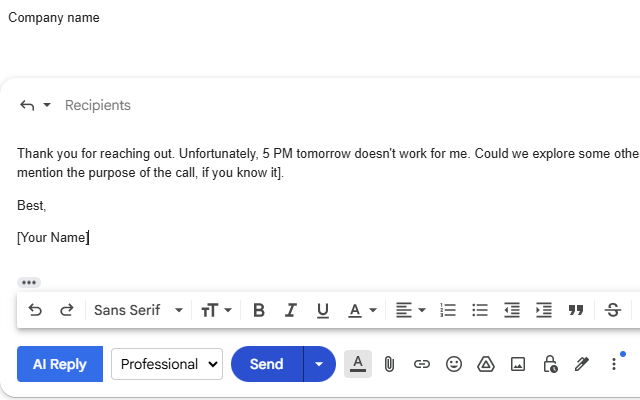 Company name
Recipients
Thank you for reaching out. Unfortunately, 5 PM tomorrow doesn't work for me. Could we explore some othe
mention the purpose of the call, if you know it].
Best,
[Your Name]
Sans Serif
AI Reply
Professional
Send